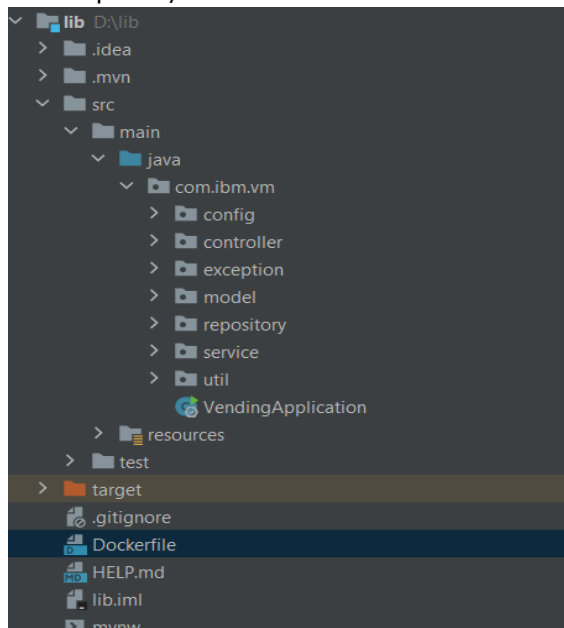 lib D:\lib
.idea
.mvn
src
main
java
com.ibm.vm
config
controller
exception
model
repository
service
util
VendingApplication
resources
test
target
.gitignore
Dockerfile
HELP.md
lib.iml
mvnw